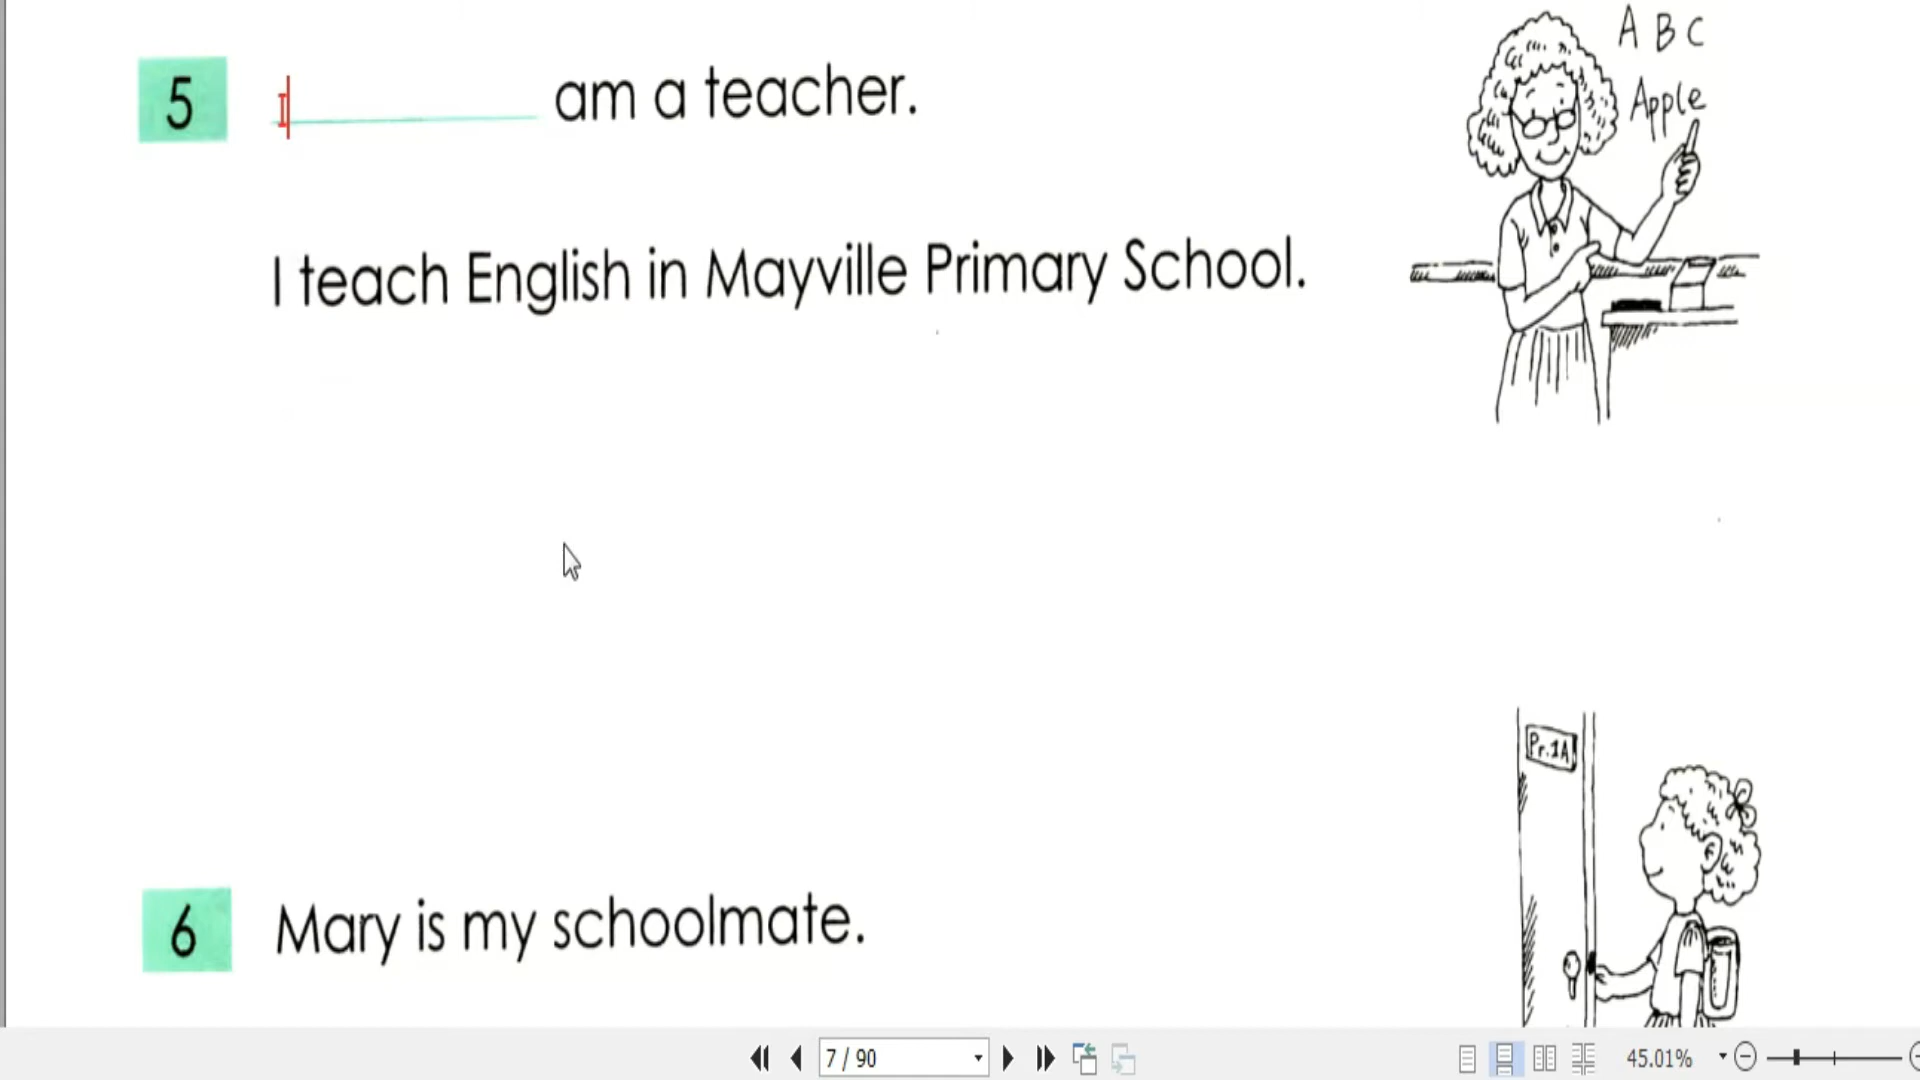 A B C
5 I am a teacher.
Apple
I teach English in Mayville Primary School.
Pr.1A
6 Mary is my schoolmate.
7 / 90
45.01%